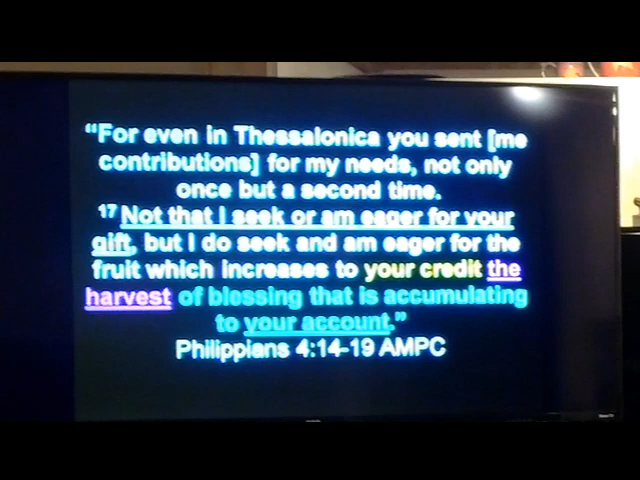 “For even in Thessalonica you sent [me
contributions] for my needs, not only
once but a second time.
17 Not that I seek or am eager for your
gift, but I do seek and am eager for the
fruit which increases to your credit the
harvest of blessing that is accumulating
to your account.”
Philippians 4:14-19 AMPC